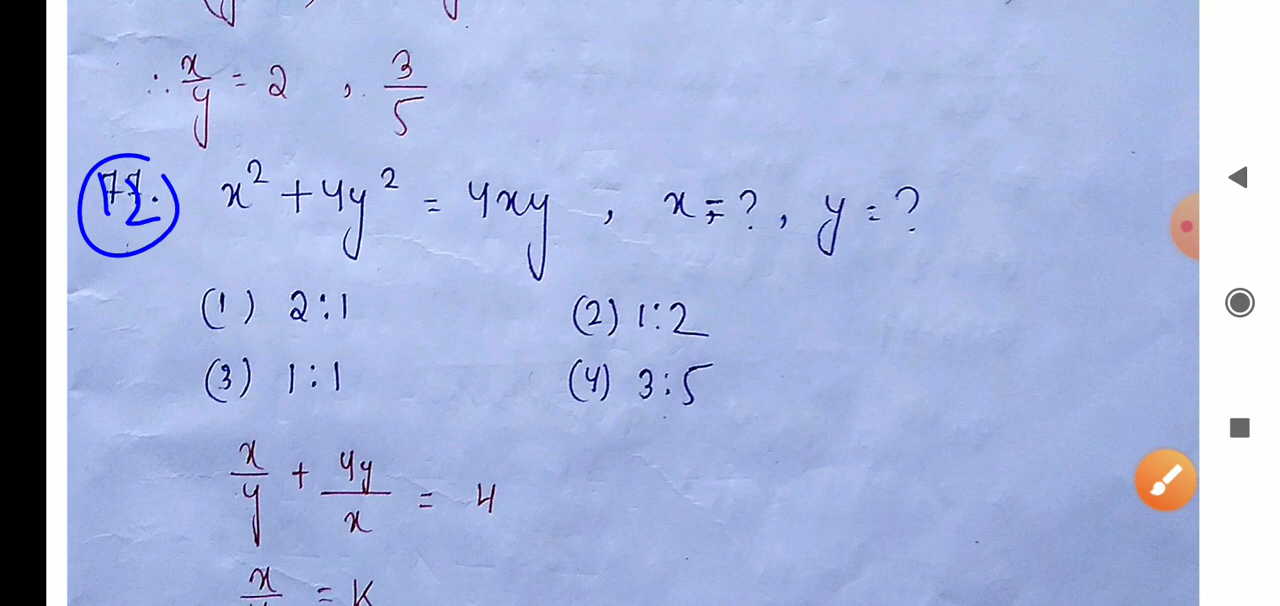 ∴ x/y = 2 , 3/5
x² + 4y² = 4xy , x = ? , y = ?
(1) 2:1 (2) 1:2
(3) 1:1 (4) 3:5
x/y + 4y/x = 4
= K